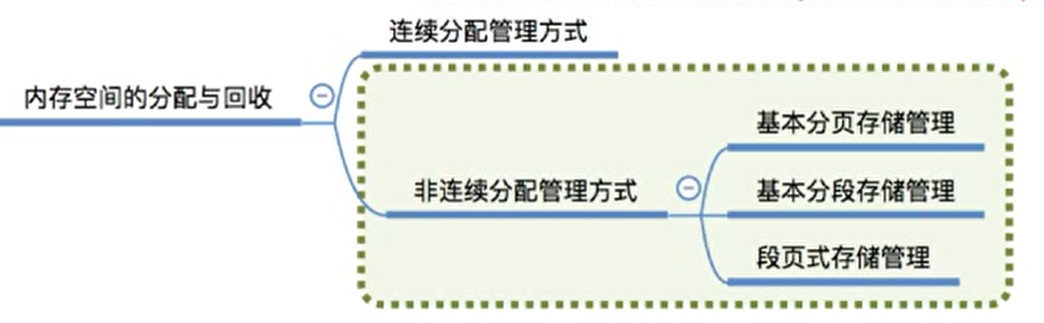 连续分配管理方式
内存空间的分配与回收
基本分页存储管理
非连续分配管理方式
基本分段存储管理
段页式存储管理